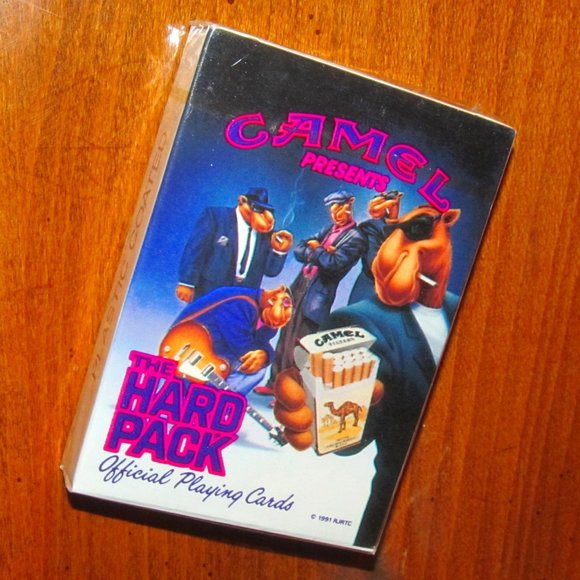 CAMEL
PRESENTS
CAMEL
THE
HARD
PACK
Official Playing Cards
© 1991 RJRTC
PLASTIC COATED